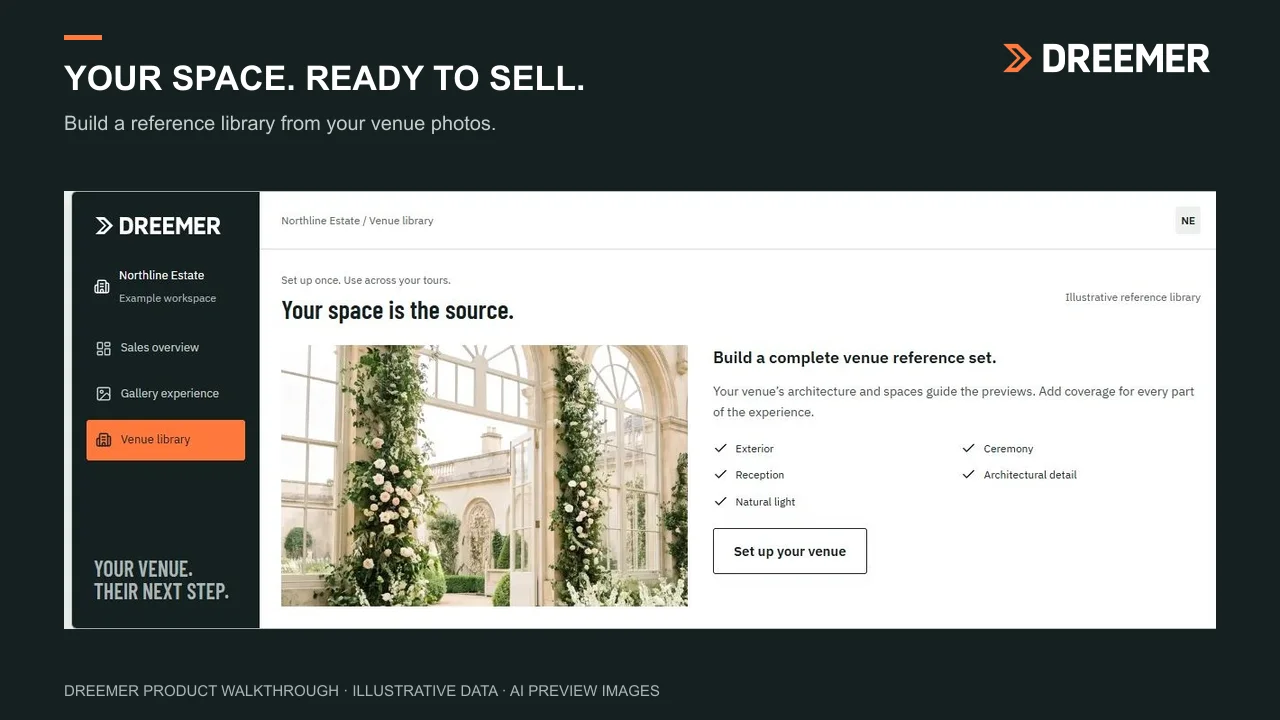 YOUR SPACE. READY TO SELL.
Build a reference library from your venue photos.
DREEMER
DREEMER
Northline Estate
Example workspace
Sales overview
Gallery experience
Venue library
YOUR VENUE.
THEIR NEXT STEP.
Northline Estate / Venue library
NE
Set up once. Use across your tours.
Your space is the source.
Illustrative reference library
Build a complete venue reference set.
Your venue’s architecture and spaces guide the previews. Add coverage for every part
of the experience.
Exterior
Ceremony
Reception
Architectural detail
Natural light
Set up your venue
DREEMER PRODUCT WALKTHROUGH · ILLUSTRATIVE DATA · AI PREVIEW IMAGES